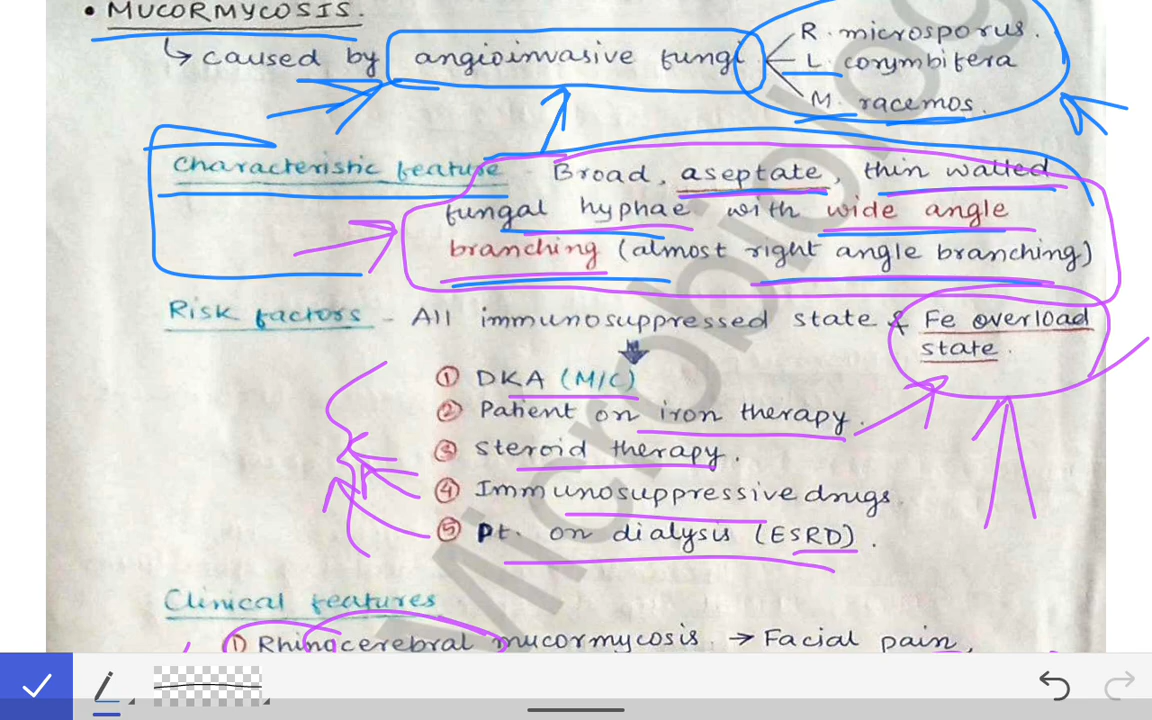 • MUCORMYCOSIS.
↳ caused by angioinvasive fungi
R. microsporus.
L. corymbifera
M. racemos.
Characteristic feature - Broad, aseptate, thin walled
fungal hyphae with wide angle
branching (almost right angle branching)
Risk factors - All immunosuppressed state & Fe overload
state.
① DKA (M/C)
② Patient on iron therapy.
③ Steroid therapy.
④ Immunosuppressive drugs.
⑤ Pt. on dialysis (ESRD).
Clinical features
① Rhinocerebral mucormycosis → Facial pain,
Microbiolog